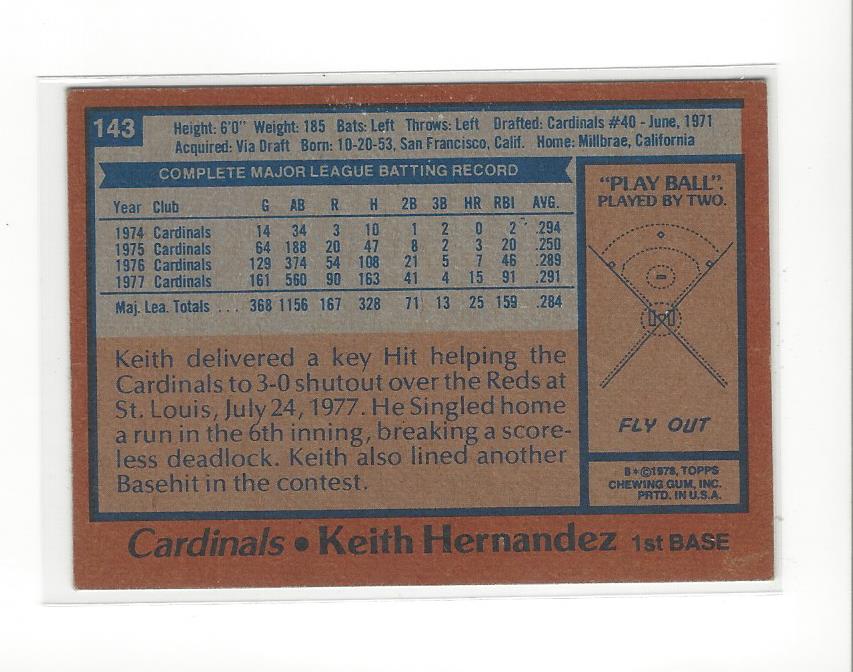 143
Height: 6'0" Weight: 185 Bats: Left Throws: Left Drafted: Cardinals #40 - June, 1971
Acquired: Via Draft Born: 10-20-53, San Francisco, Calif. Home: Millbrae, California
COMPLETE MAJOR LEAGUE BATTING RECORD
Year Club G AB R H 2B 3B HR RBI AVG.
1974 Cardinals 14 34 3 10 1 2 0 2 .294
1975 Cardinals 64 188 20 47 8 2 3 20 .250
1976 Cardinals 129 374 54 108 21 5 7 46 .289
1977 Cardinals 161 560 90 163 41 4 15 91 .291
Maj. Lea. Totals .... 368 1156 167 328 71 13 25 159 .284
Keith delivered a key Hit helping the
Cardinals to 3-0 shutout over the Reds at
St. Louis, July 24, 1977. He Singled home
a run in the 6th inning, breaking a score-
less deadlock. Keith also lined another
Basehit in the contest.
"PLAY BALL".
PLAYED BY TWO.
FLY OUT
B*©1978, TOPPS
CHEWING GUM, INC.
PRTD. IN U.S.A.
Cardinals • Keith Hernandez 1st BASE